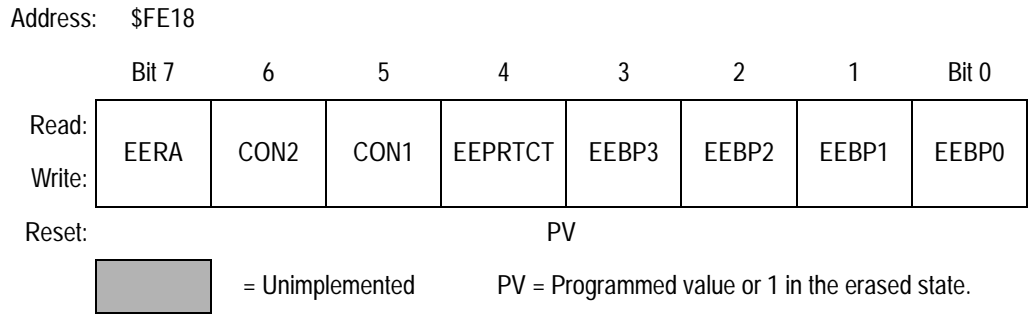 Address: $FE18
Bit 7 6 5 4 3 2 1 Bit 0
Read:
EERA CON2 CON1 EEPRTCT EEBP3 EEBP2 EEBP1 EEBP0
Write:
Reset: PV
= Unimplemented PV = Programmed value or 1 in the erased state.